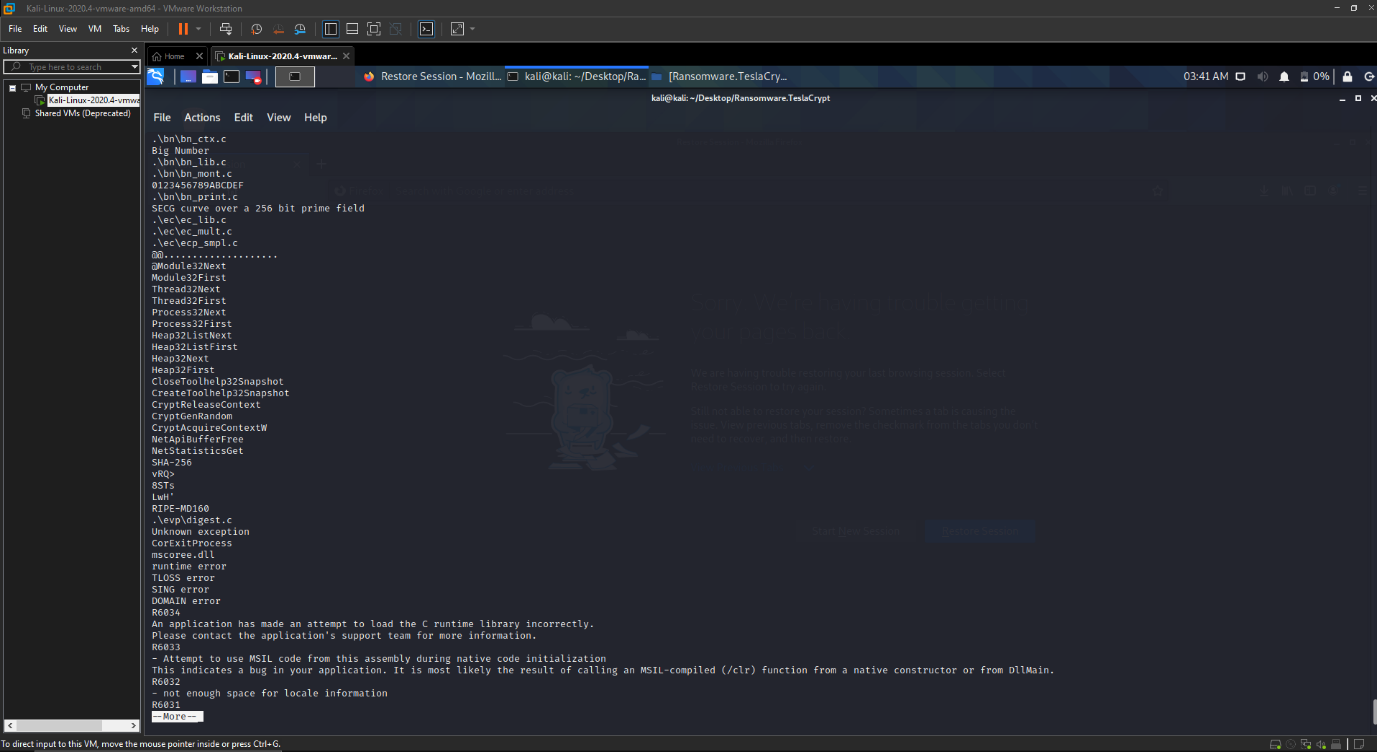 Kali-Linux-2020.4-vmware-amd64 - VMware Workstation
File Edit View VM Tabs Help
Library
Type here to search
My Computer
Kali-Linux-2020.4-vmwa
Shared VMs (Deprecated)
Home
Kali-Linux-2020.4-vmwar...
Restore Session - Mozill...
kali@kali: ~/Desktop/Ra...
[Ransomware.TeslaCry...
03:41 AM
0%
kali@kali: ~/Desktop/Ransomware.TeslaCrypt
File Actions Edit View Help
.\bn\bn_ctx.c
Big Number
.\bn\bn_lib.c
.\bn\bn_mont.c
0123456789ABCDEF
.\bn\bn_print.c
SECG curve over a 256 bit prime field
.\ec\ec_lib.c
.\ec\ec_mult.c
.\ec\ecp_smpl.c
@@....................
@Module32Next
Module32First
Thread32Next
Thread32First
Process32Next
Process32First
Heap32ListNext
Heap32ListFirst
Heap32Next
Heap32First
CloseToolhelp32Snapshot
CreateToolhelp32Snapshot
CryptReleaseContext
CryptGenRandom
CryptAcquireContextW
NetApiBufferFree
NetStatisticsGet
SHA-256
vRQ>
8STs
LwH'
RIPE-MD160
.\evp\digest.c
Unknown exception
CorExitProcess
mscoree.dll
runtime error
TLOSS error
SING error
DOMAIN error
R6034
An application has made an attempt to load the C runtime library incorrectly.
Please contact the application's support team for more information.
R6033
- Attempt to use MSIL code from this assembly during native code initialization
This indicates a bug in your application. It is most likely the result of calling an MSIL-compiled (/clr) function from a native constructor or from DllMain.
R6032
- not enough space for locale information
R6031
--More--
To direct input to this VM, move the mouse pointer inside or press Ctrl+G.